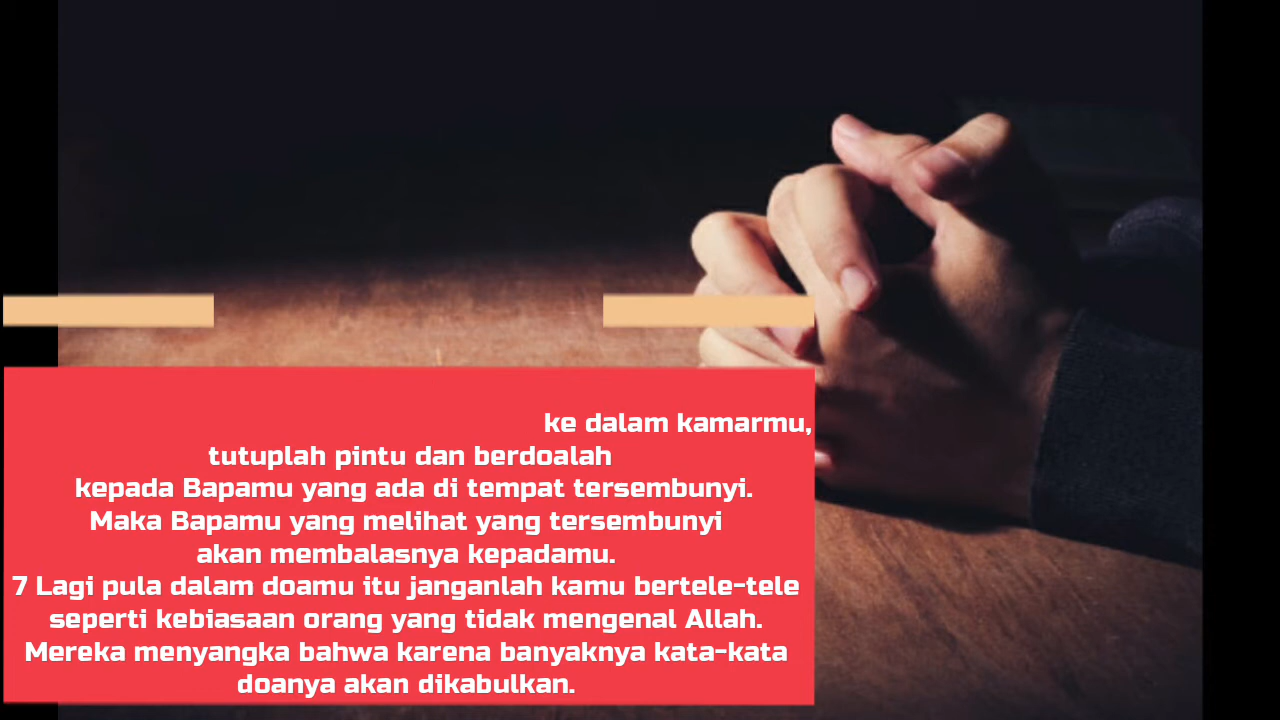 ke dalam kamarmu,
tutuplah pintu dan berdoalah
kepada Bapamu yang ada di tempat tersembunyi.
Maka Bapamu yang melihat yang tersembunyi
akan membalasnya kepadamu.
7 Lagi pula dalam doamu itu janganlah kamu bertele-tele
seperti kebiasaan orang yang tidak mengenal Allah.
Mereka menyangka bahwa karena banyaknya kata-kata
doanya akan dikabulkan.